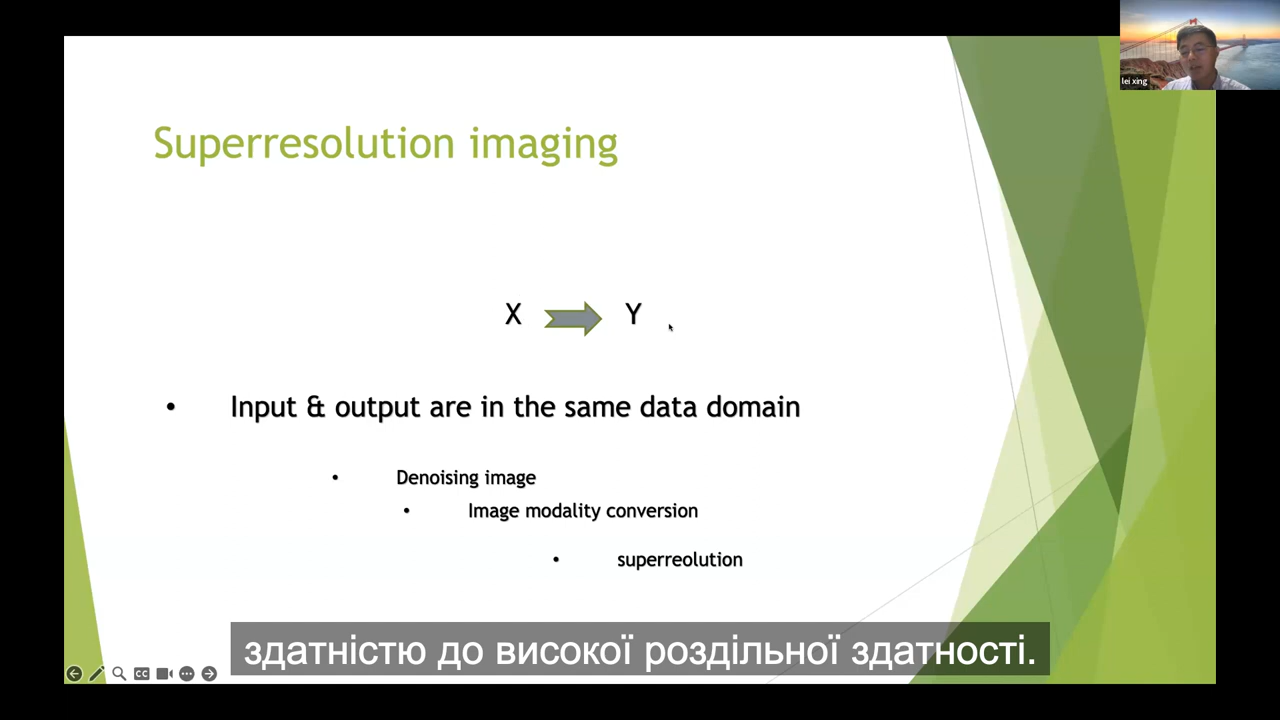 lei xing
Superresolution imaging
X Y
• Input & output are in the same data domain
• Denoising image
• Image modality conversion
• superreolution
здатністю до високої роздільної здатності.
CC